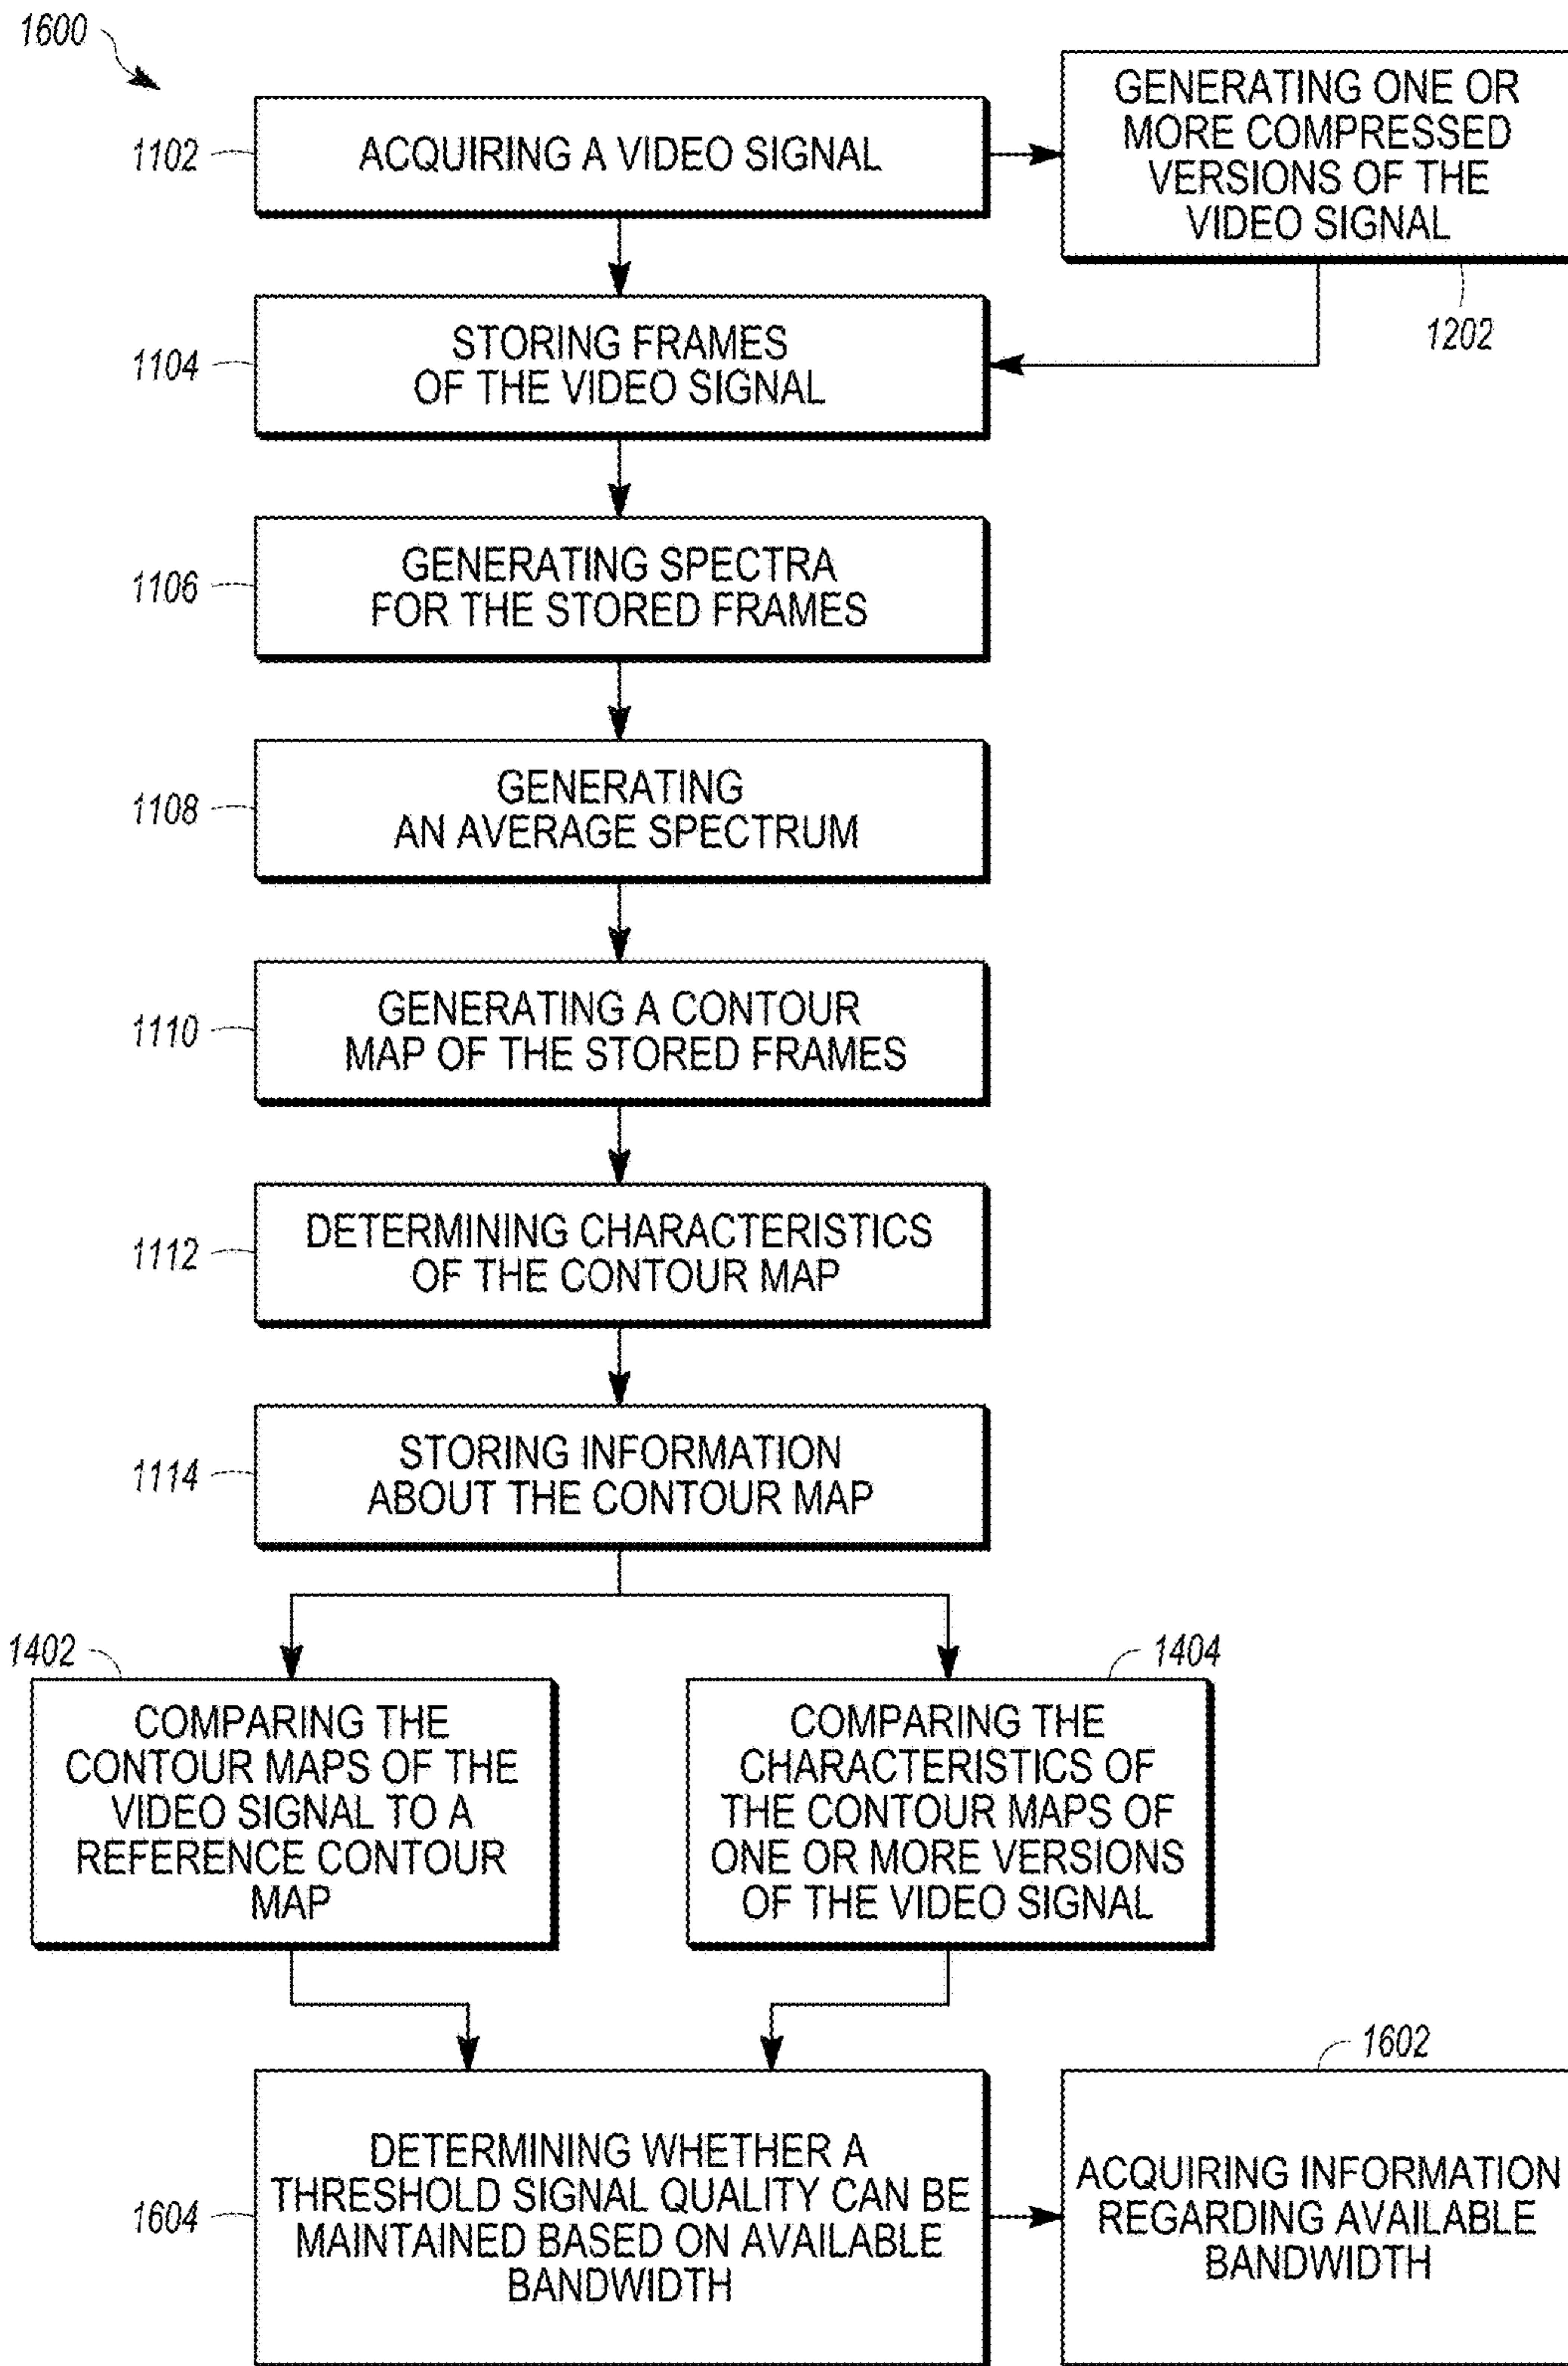 1600
1102
ACQUIRING A VIDEO SIGNAL
GENERATING ONE OR
MORE COMPRESSED
VERSIONS OF THE
VIDEO SIGNAL
1202
1104
STORING FRAMES
OF THE VIDEO SIGNAL
1106
GENERATING SPECTRA
FOR THE STORED FRAMES
1108
GENERATING
AN AVERAGE SPECTRUM
1110
GENERATING A CONTOUR
MAP OF THE STORED FRAMES
1112
DETERMINING CHARACTERISTICS
OF THE CONTOUR MAP
1114
STORING INFORMATION
ABOUT THE CONTOUR MAP
1402
COMPARING THE
CONTOUR MAPS OF THE
VIDEO SIGNAL TO A
REFERENCE CONTOUR
MAP
1404
COMPARING THE
CHARACTERISTICS OF
THE CONTOUR MAPS OF
ONE OR MORE VERSIONS
OF THE VIDEO SIGNAL
1604
DETERMINING WHETHER A
THRESHOLD SIGNAL QUALITY CAN BE
MAINTAINED BASED ON AVAILABLE
BANDWIDTH
1602
ACQUIRING INFORMATION
REGARDING AVAILABLE
BANDWIDTH